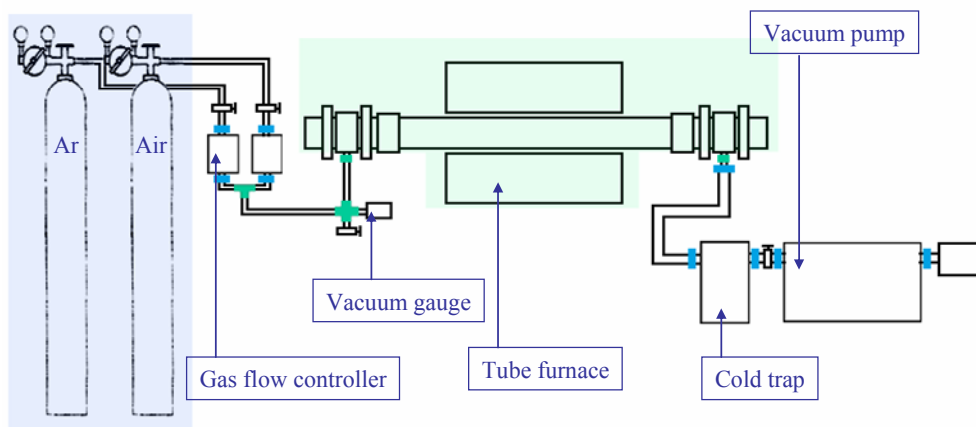 Vacuum pump
Ar
Air
Vacuum gauge
Gas flow controller
Tube furnace
Cold trap